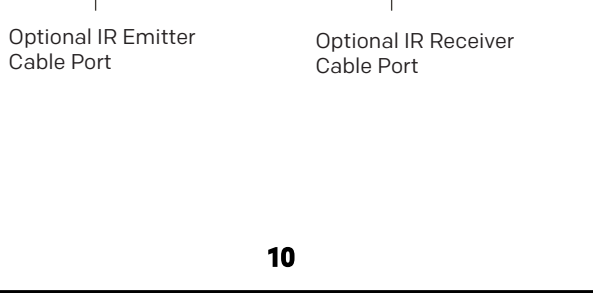 Optional IR Emitter
Cable Port
Optional IR Receiver
Cable Port
10